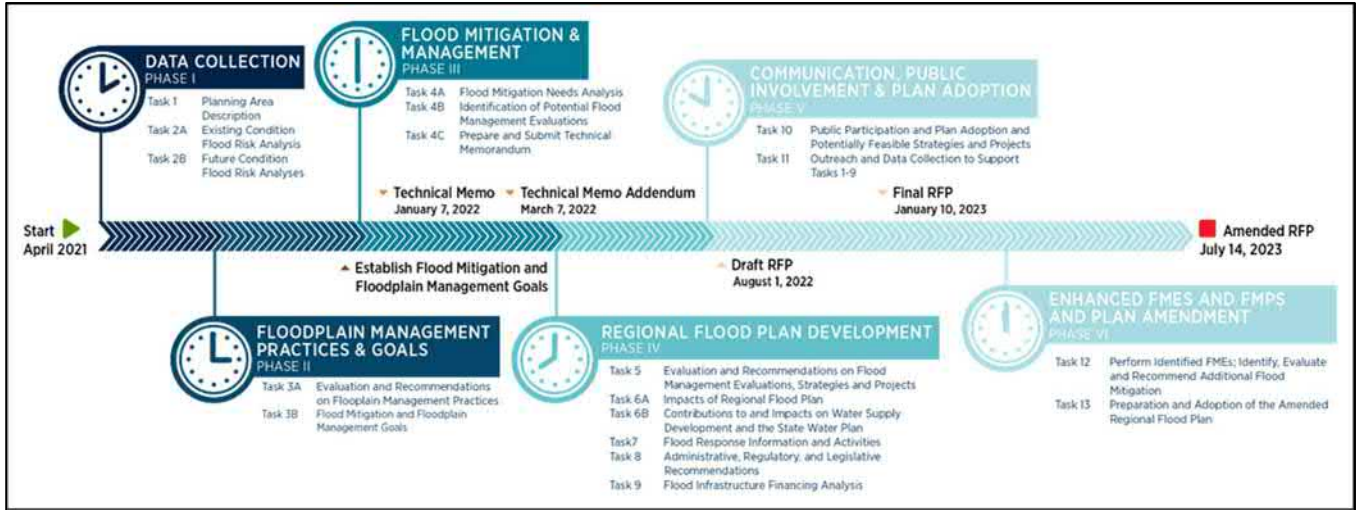 DATA COLLECTION
PHASE I
Task 1 Planning Area
Description
Task 2A Existing Condition
Flood Risk Analysis
Task 2B Future Condition
Flood Risk Analyses
FLOOD MITIGATION &
MANAGEMENT
PHASE III
Task 4A Flood Mitigation Needs Analysis
Task 4B Identification of Potential Flood
Management Evaluations
Task 4C Prepare and Submit Technical
Memorandum
COMMUNICATION, PUBLIC
INVOLVEMENT & PLAN ADOPTION
PHASE V
Task 10 Public Participation and Plan Adoption and
Potentially Feasible Strategies and Projects
Task 11 Outreach and Data Collection to Support
Tasks 1-9
Technical Memo
January 7, 2022
Technical Memo Addendum
March 7, 2022
Final RFP
January 10, 2023
Start
April 2021
Amended RFP
July 14, 2023
Establish Flood Mitigation and
Floodplain Management Goals
Draft RFP
August 1, 2022
FLOODPLAIN MANAGEMENT
PRACTICES & GOALS
PHASE II
Task 3A Evaluation and Recommendations
on Flooplain Management Practices
Task 3B Flood Mitigation and Floodplain
Management Goals
REGIONAL FLOOD PLAN DEVELOPMENT
PHASE IV
Task 5 Evaluation and Recommendations on Flood
Management Evaluations, Strategies and Projects
Task 6A Impacts of Regional Flood Plan
Task 6B Contributions to and Impacts on Water Supply
Development and the State Water Plan
Task7 Flood Response Information and Activities
Task 8 Administrative, Regulatory, and Legislative
Recommendations
Task 9 Flood Infrastructure Financing Analysis
ENHANCED FMES AND FMPS
AND PLAN AMENDMENT
PHASE VI
Task 12 Perform Identified FMEs; Identify, Evaluate
and Recommend Additional Flood
Mitigation
Task 13 Preparation and Adoption of the Amended
Regional Flood Plan